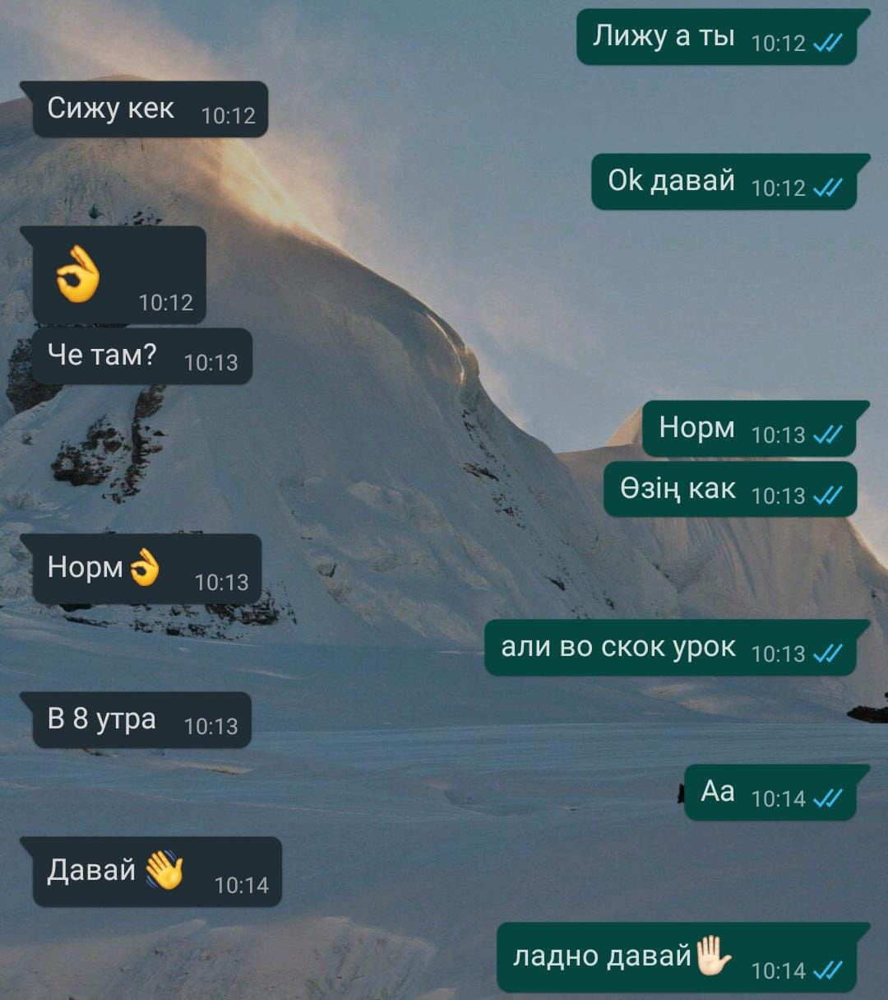 Лижу а ты 10:12
Сижу кек 10:12
Ok давай 10:12
👌 10:12
Че там? 10:13
Норм 10:13
Өзің как 10:13
Норм👌 10:13
али во скок урок 10:13
В 8 утра 10:13
Аа 10:14
Давай 👋 10:14
ладно давай🖐🏻 10:14